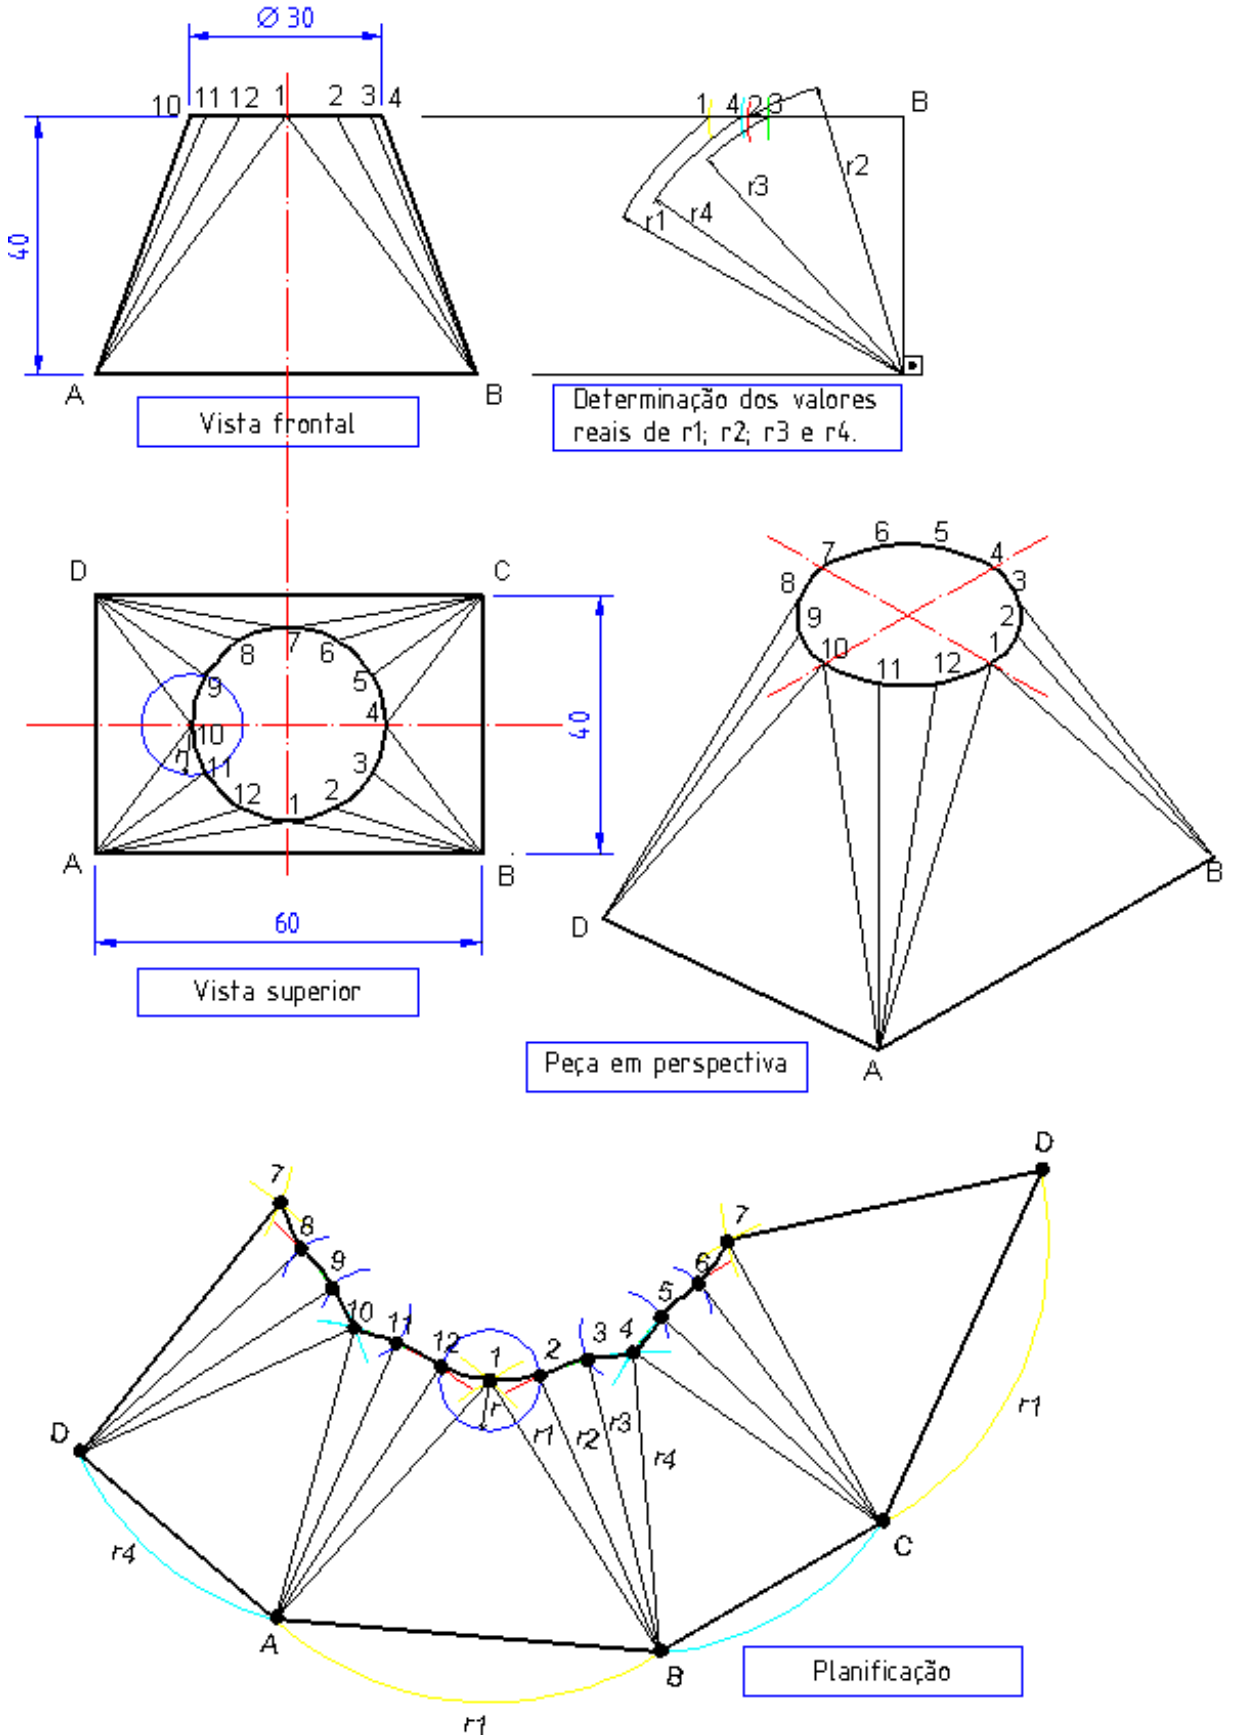 Ø 30
10 11 12 1 2 3 4
1 4 2 3 B
40
r1 r4 r3 r2
A B
Vista frontal
Determinação dos valores
reais de r1; r2; r3 e r4.
D C
8 7 6
9 5
10 4
r 11 3
12 1 2
A B
40
60
Vista superior
6 5
7 4
8 3
9 2
10 1
11 12
D B
A
Peça em perspectiva
D
7 7
8 6
9 5
10 11 3 4
12 1 2
r
r1 r2 r3 r4
D r1
r4 C
A B
r1
Planificação